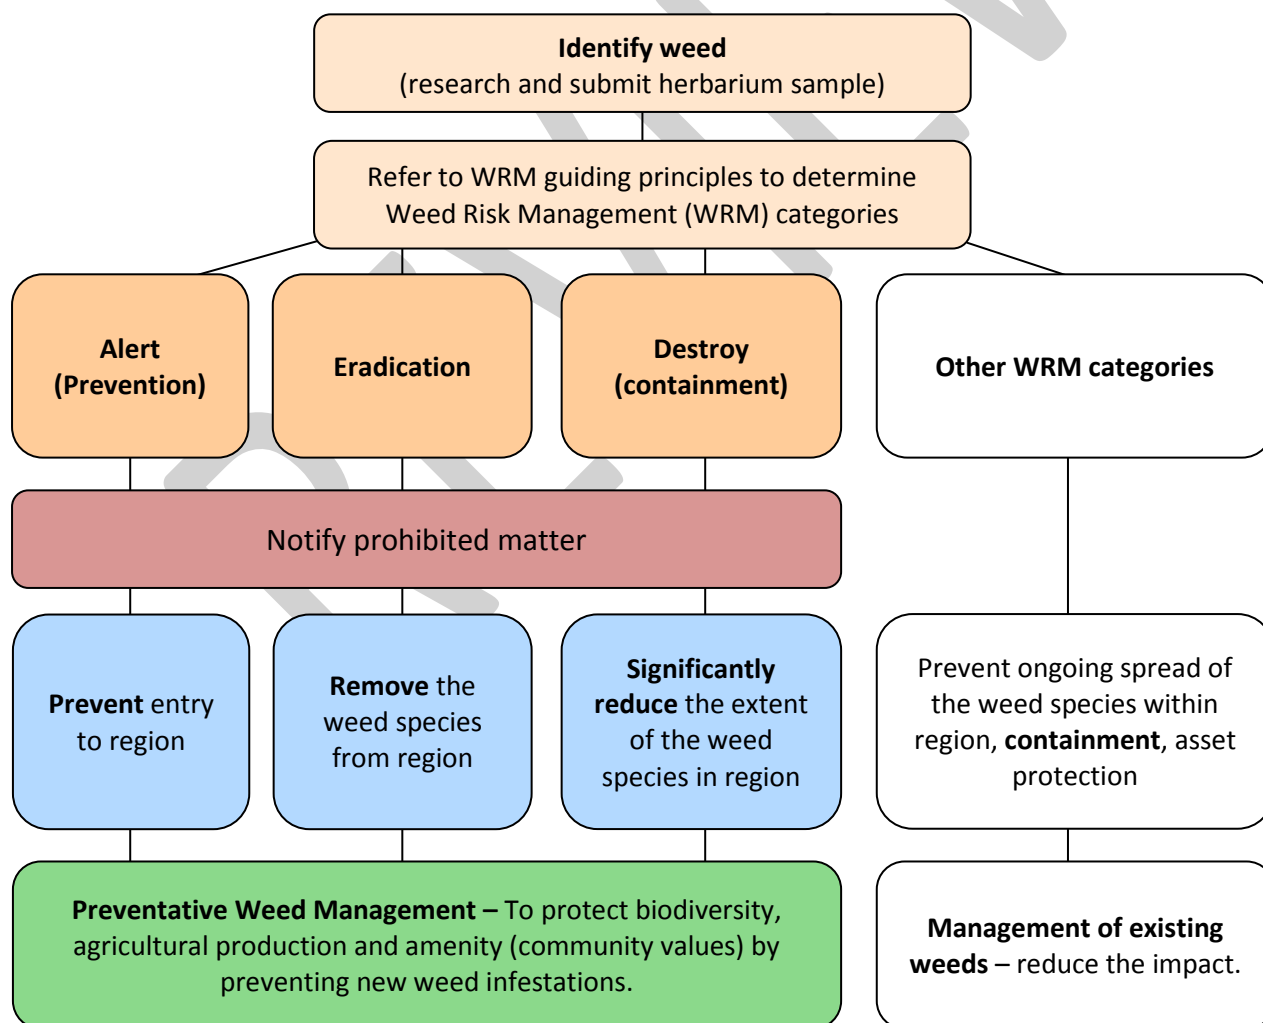 Identify weed
(research and submit herbarium sample)
Refer to WRM guiding principles to determine
Weed Risk Management (WRM) categories
Alert
(Prevention)
Eradication
Destroy
(containment)
Other WRM categories
Notify prohibited matter
Prevent entry
to region
Remove the
weed species
from region
Significantly
reduce the extent
of the weed
species in region
Prevent ongoing spread of
the weed species within
region, containment, asset
protection
Preventative Weed Management – To protect biodiversity,
agricultural production and amenity (community values) by
preventing new weed infestations.
Management of existing
weeds – reduce the impact.